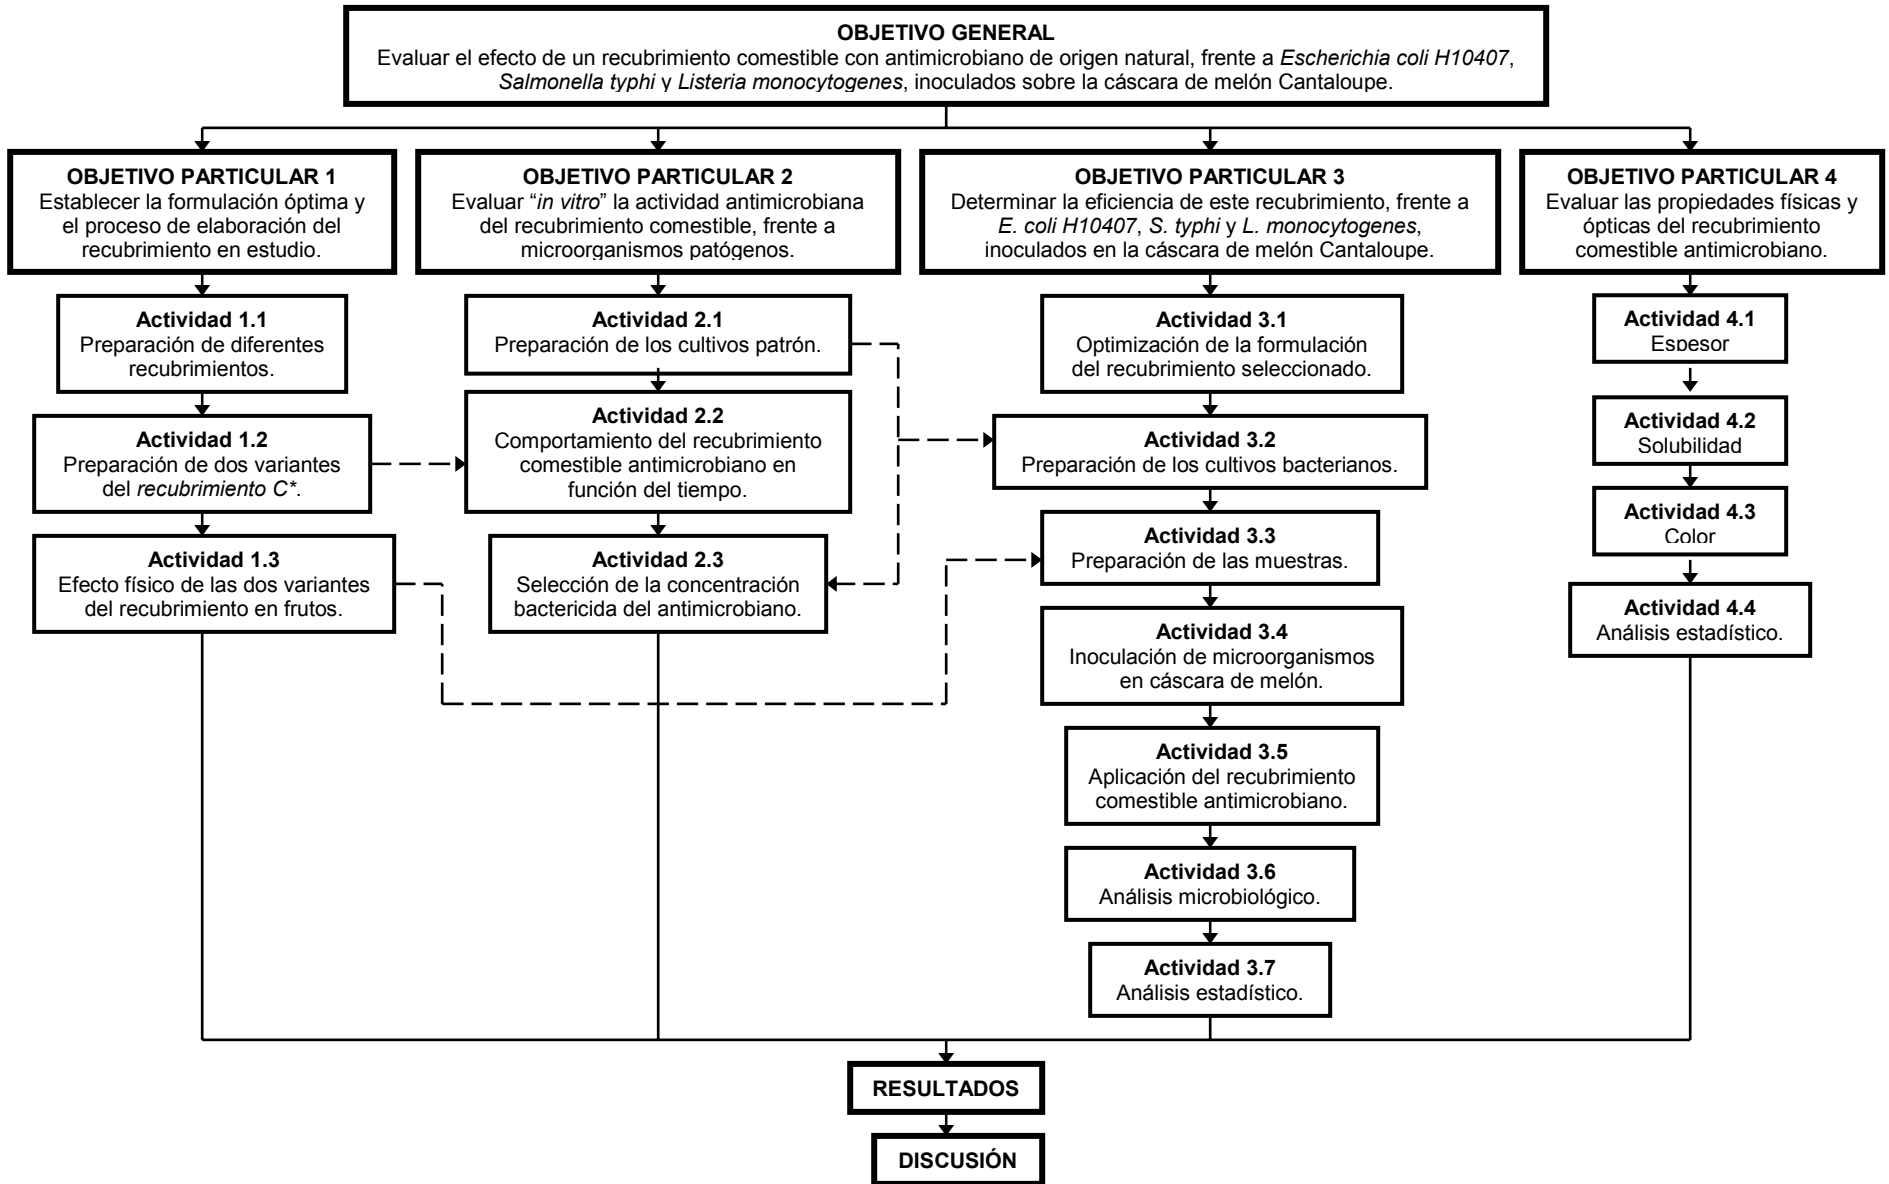 OBJETIVO GENERAL
Evaluar el efecto de un recubrimiento comestible con antimicrobiano de origen natural, frente a Escherichia coli H10407,
Salmonella typhi y Listeria monocytogenes, inoculados sobre la cáscara de melón Cantaloupe.
OBJETIVO PARTICULAR 1
Establecer la formulación óptima y
el proceso de elaboración del
recubrimiento en estudio.
OBJETIVO PARTICULAR 2
Evaluar “in vitro” la actividad antimicrobiana
del recubrimiento comestible, frente a
microorganismos patógenos.
OBJETIVO PARTICULAR 3
Determinar la eficiencia de este recubrimiento, frente a
E. coli H10407, S. typhi y L. monocytogenes,
inoculados en la cáscara de melón Cantaloupe.
OBJETIVO PARTICULAR 4
Evaluar las propiedades físicas y
ópticas del recubrimiento
comestible antimicrobiano.
Actividad 1.1
Preparación de diferentes
recubrimientos.
Actividad 1.2
Preparación de dos variantes
del recubrimiento C*.
Actividad 1.3
Efecto físico de las dos variantes
del recubrimiento en frutos.
Actividad 2.1
Preparación de los cultivos patrón.
Actividad 2.2
Comportamiento del recubrimiento
comestible antimicrobiano en
función del tiempo.
Actividad 2.3
Selección de la concentración
bactericida del antimicrobiano.
Actividad 3.1
Optimización de la formulación
del recubrimiento seleccionado.
Actividad 3.2
Preparación de los cultivos bacterianos.
Actividad 3.3
Preparación de las muestras.
Actividad 3.4
Inoculación de microorganismos
en cáscara de melón.
Actividad 3.5
Aplicación del recubrimiento
comestible antimicrobiano.
Actividad 3.6
Análisis microbiológico.
Actividad 3.7
Análisis estadístico.
Actividad 4.1
Espesor
Actividad 4.2
Solubilidad
Actividad 4.3
Color
Actividad 4.4
Análisis estadístico.
RESULTADOS
DISCUSIÓN